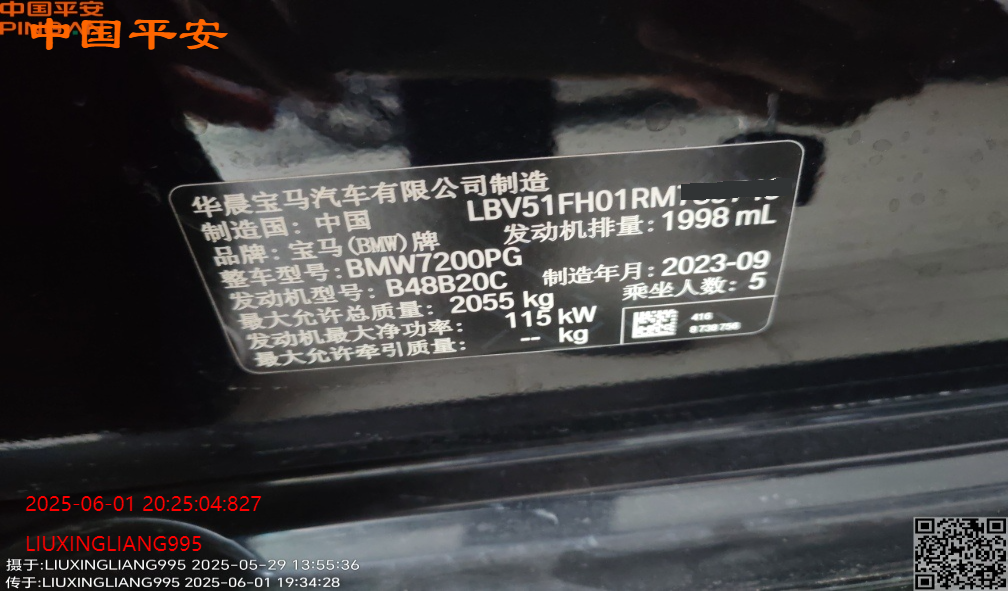 中国平安
PINGAN
中国平安
华晨宝马汽车有限公司制造
制造国：中国 LBV51FH01RM
品牌：宝马(BMW)牌 发动机排量：1998 mL
整车型号：BMW7200PG
发动机型号：B48B20C 制造年月：2023-09
最大允许总质量：2055 kg 乘坐人数：5
发动机最大净功率：115 kW
最大允许牵引质量：-- kg
416
0 730 750
2025-06-01 20:25:04:827
LIUXINGLIANG995
摄于:LIUXINGLIANG995 2025-05-29 13:55:36
传于:LIUXINGLIANG995 2025-06-01 19:34:28